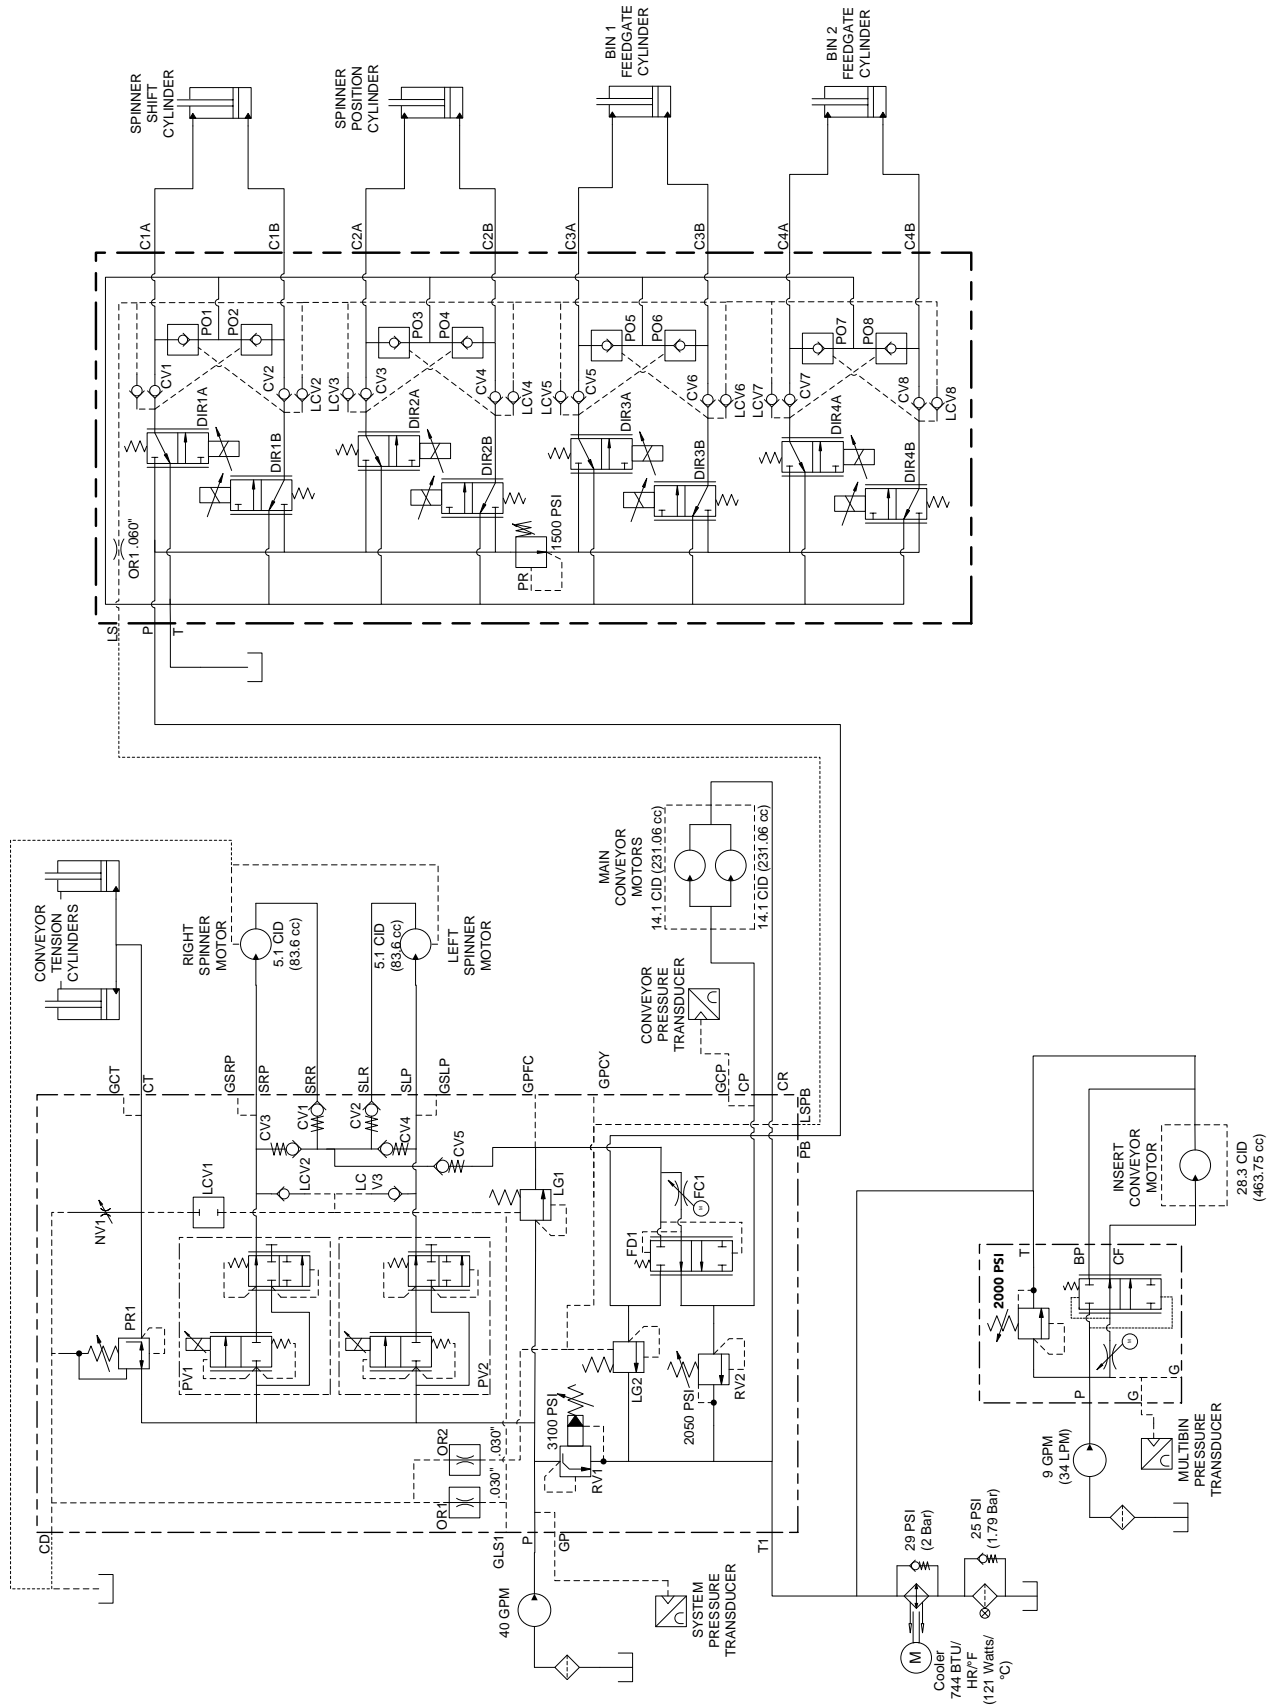 SPINNER
SHIFT
CYLINDER
SPINNER
POSITION
CYLINDER
BIN 1
FEEDGATE
CYLINDER
BIN 2
FEEDGATE
CYLINDER
C1A
C1B
C2A
C2B
C3A
C3B
C4A
C4B
PO1
PO2
PO3
PO4
PO5
PO6
PO7
PO8
CV1
CV2
LCV2
LCV3
CV3
CV4
LCV4
LCV5
CV5
CV6
LCV6
LCV7
CV7
CV8
LCV8
DIR1A
DIR1B
DIR2A
DIR2B
DIR3A
DIR3B
DIR4A
DIR4B
OR1 .060"
PR
1500 PSI
LS
P
T
CONVEYOR
TENSION
CYLINDERS
RIGHT
SPINNER
MOTOR
5.1 CID
(83.6 cc)
5.1 CID
(83.6 cc)
LEFT
SPINNER
MOTOR
CONVEYOR
PRESSURE
TRANSDUCER
MAIN
CONVEYOR
MOTORS
14.1 CID (231.06 cc)
14.1 CID (231.06 cc)
GCT
CT
GSRP
SRP
SRR
SLR
SLP
GSLP
GPFC
GPCY
GCP
CP
CR
LSPB
PB
NV1
LCV1
CV3
CV1
LCV2
CV2
LC
V3
CV4
CV5
LG1
FC1
FD1
PR1
PV1
PV2
LG2
RV2
2050 PSI
3100 PSI
RV1
OR2
.030"
OR1
.030"
CD
GLS1
P
GP
T1
40 GPM
SYSTEM
PRESSURE
TRANSDUCER
M
Cooler
744 BTU/
HR/°F
(121 Watts/
°C)
29 PSI
(2 Bar)
25 PSI
(1.79 Bar)
INSERT
CONVEYOR
MOTOR
28.3 CID
(463.75 cc)
2000 PSI
T
BP
CF
P
G
G
9 GPM
(34 LPM)
MULTIBIN
PRESSURE
TRANSDUCER